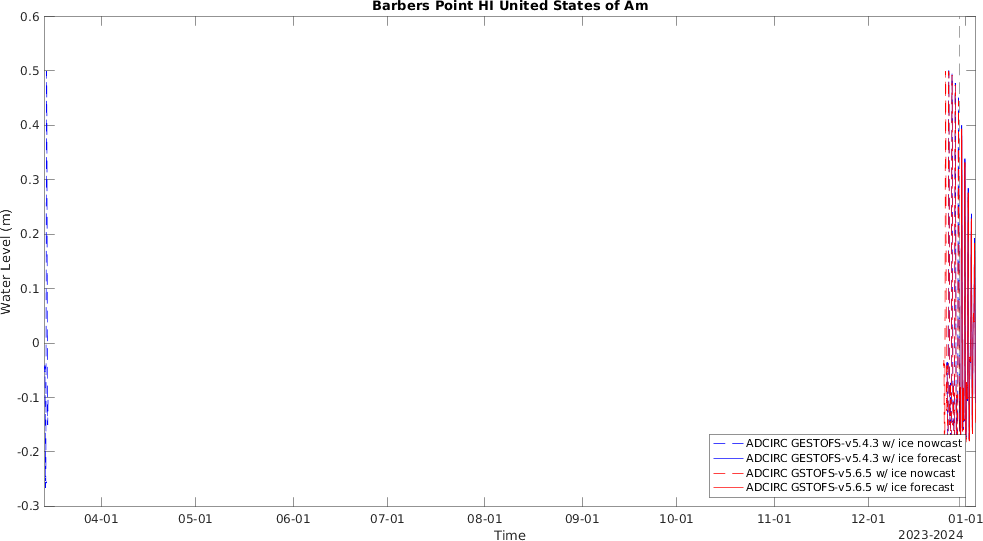 Barbers Point HI United States of Am
0.6
0.5
0.4
0.3
0.2
0.1
0
-0.1
-0.2
-0.3
Water Level (m)
ADCIRC GESTOFS-v5.4.3 w/ ice nowcast
ADCIRC GESTOFS-v5.4.3 w/ ice forecast
ADCIRC GSTOFS-v5.6.5 w/ ice nowcast
ADCIRC GSTOFS-v5.6.5 w/ ice forecast
04-01 05-01 06-01 07-01 08-01 09-01 10-01 11-01 12-01 01-01
Time
2023-2024